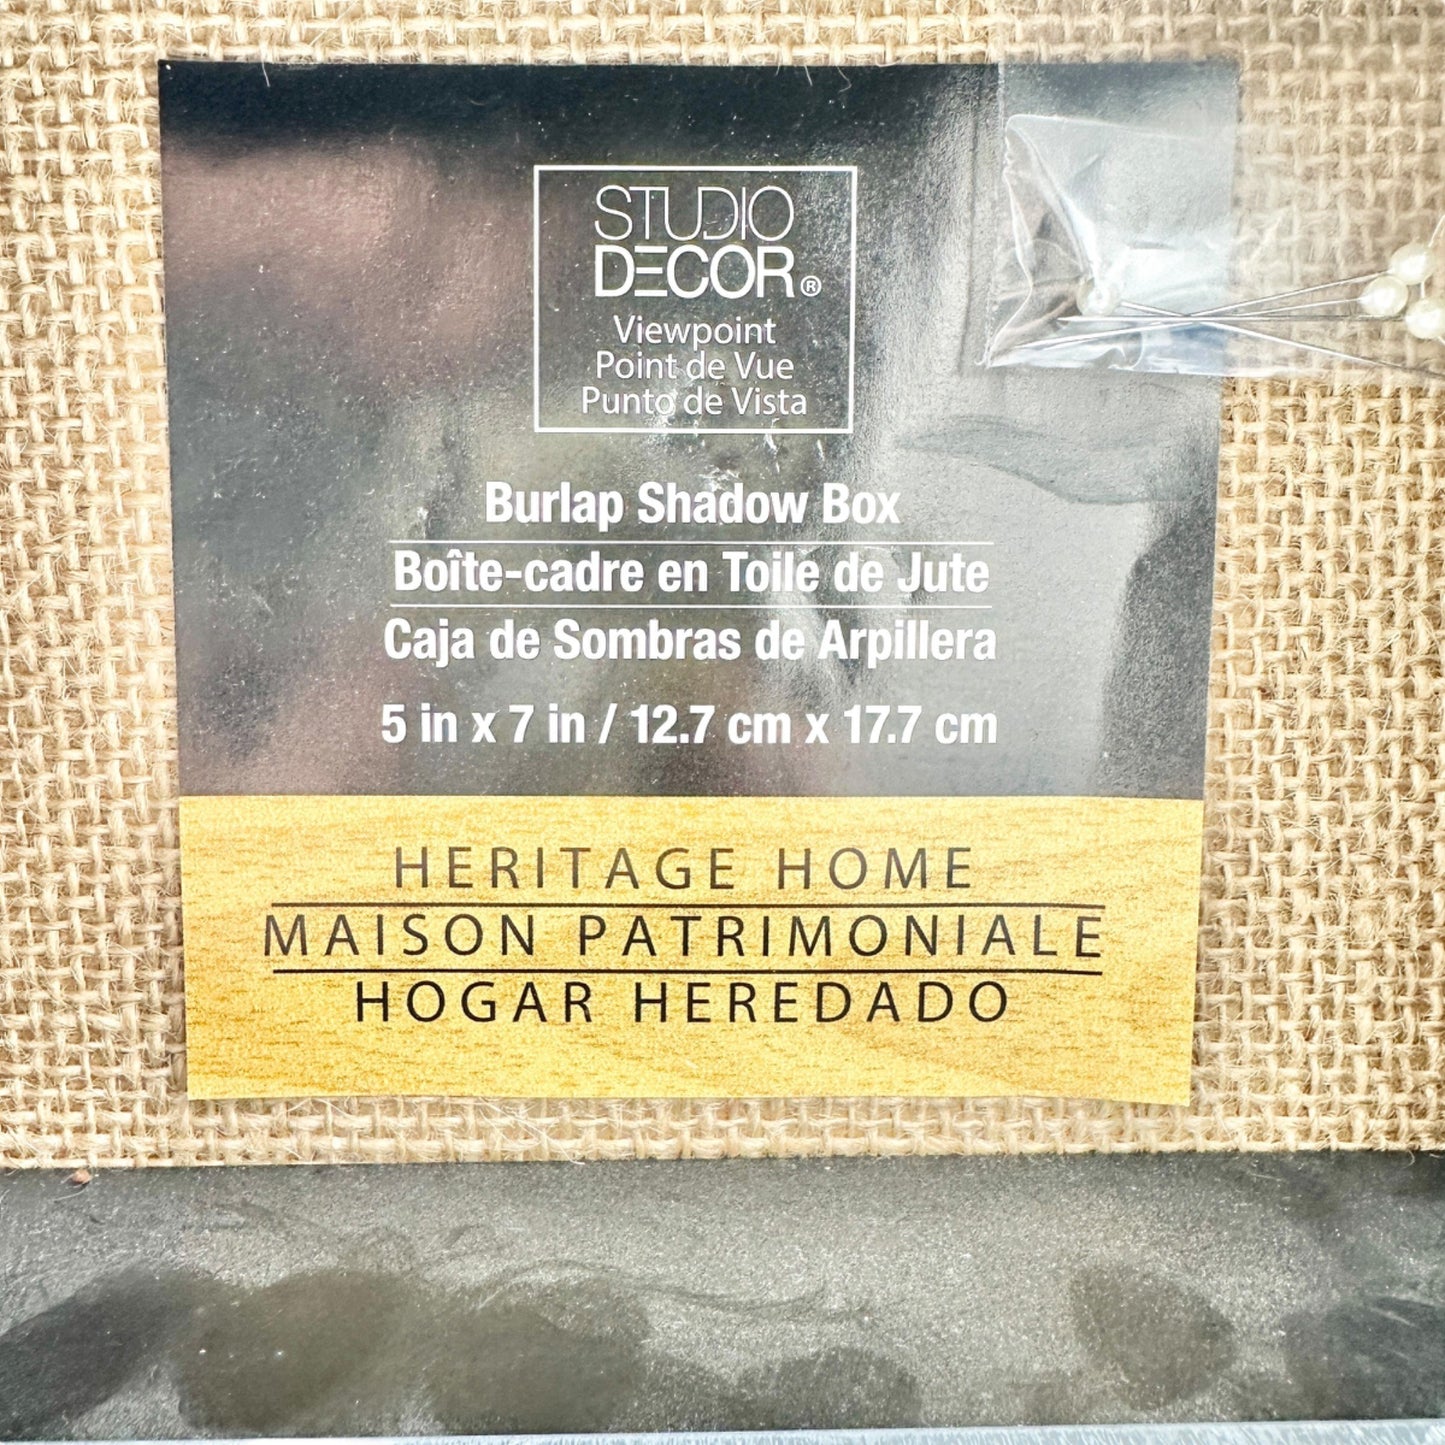 STUDIO
DECOR®
Viewpoint
Point de Vue
Punto de Vista
Burlap Shadow Box
Boîte-cadre en Toile de Jute
Caja de Sombras de Arpillera
5 in x 7 in / 12.7 cm x 17.7 cm
HERITAGE HOME
MAISON PATRIMONIALE
HOGAR HEREDADO